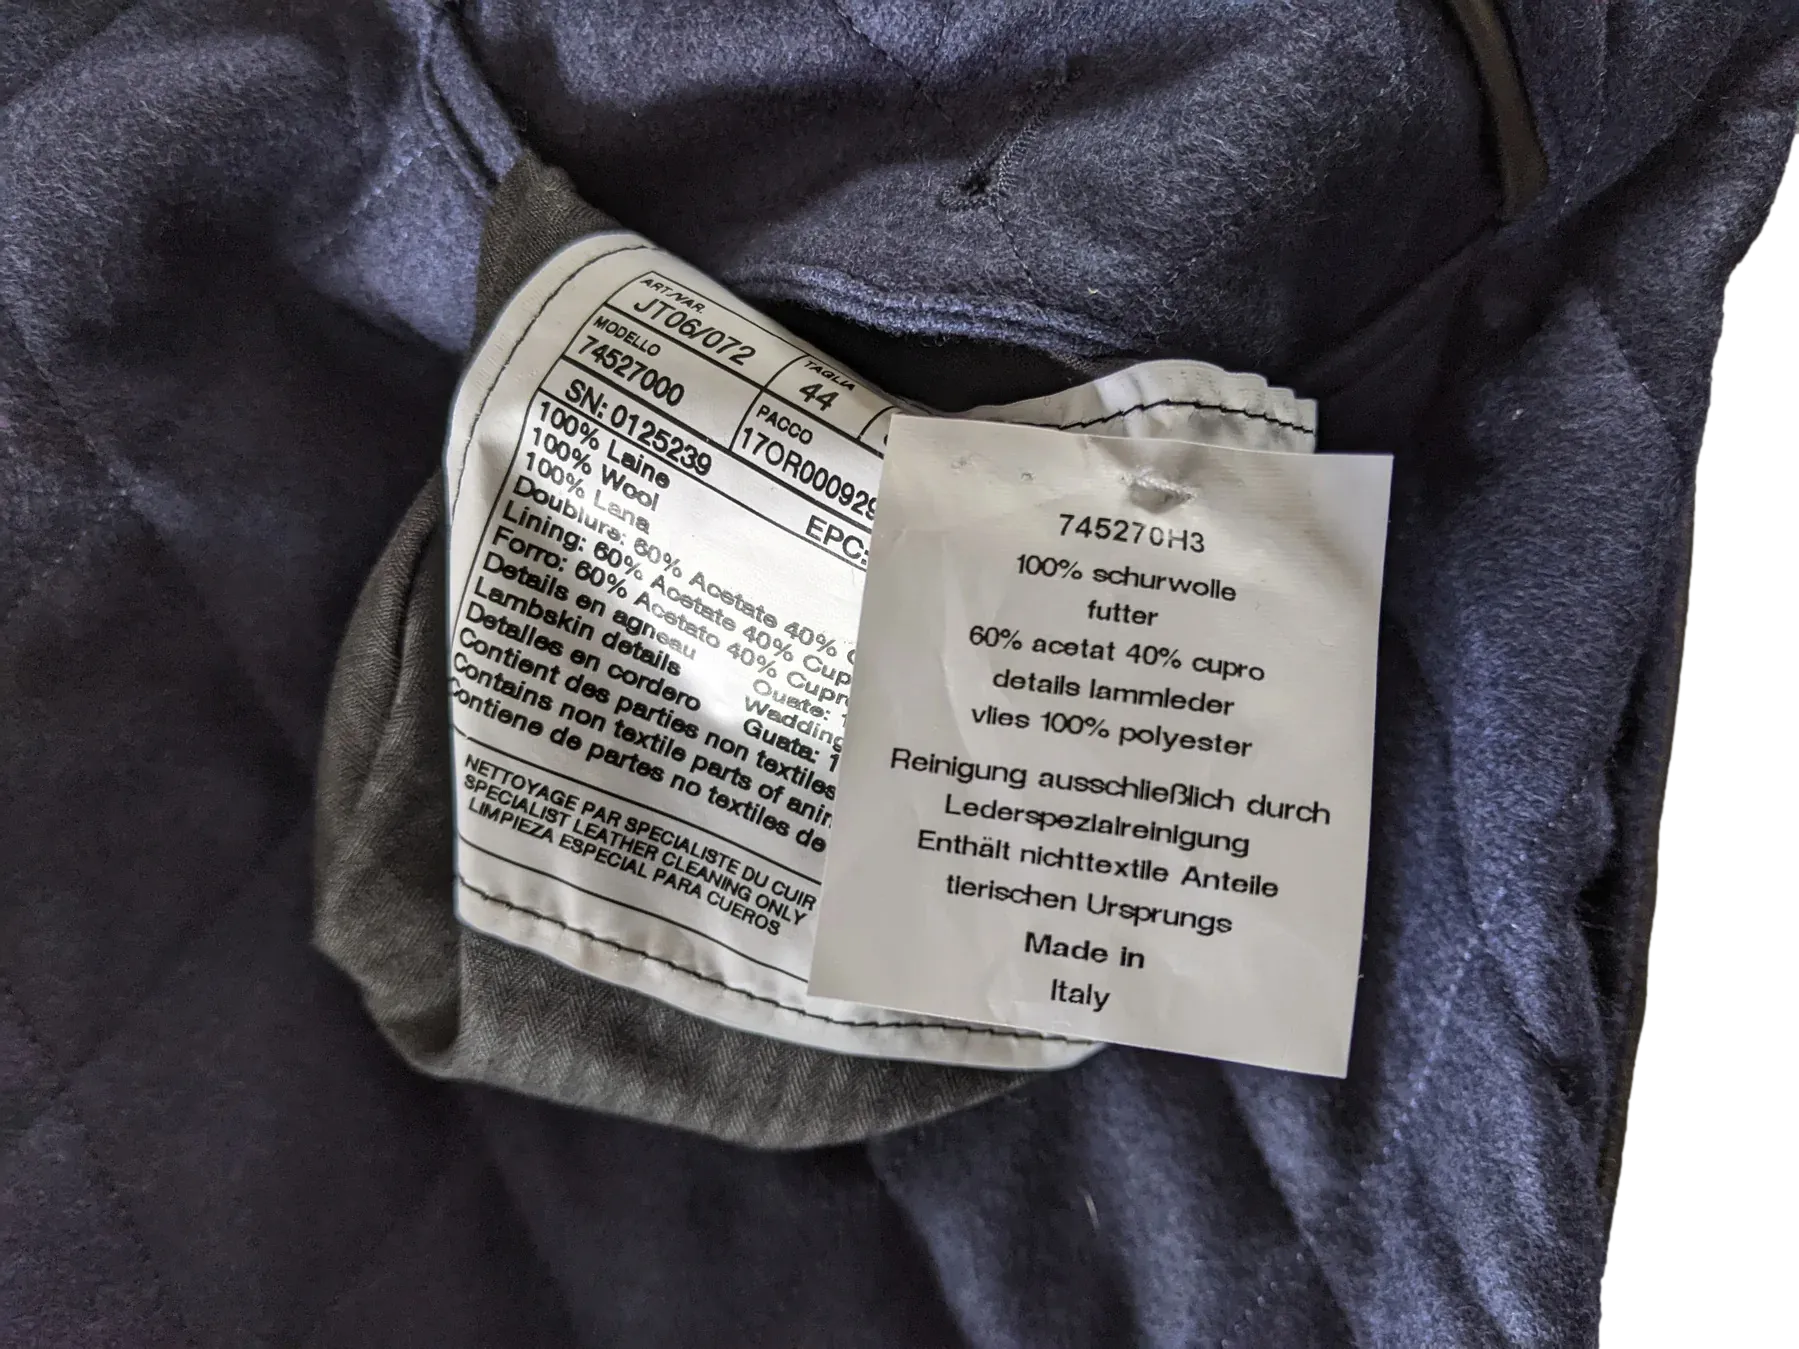 ART./VAR.
JT06/072
TAGLIA
44
MODELLO
74527000
PACCO
17OR000929
SN: 0125239
EPC:
100% Laine
100% Wool
100% Lana
Doublure: 60% Acetate 40%
Lining: 60% Acetate 40% Cup
Forro: 60% Acetato 40% Cupr
Details en agneau
Ouate: 1
Lambskin details
Wadding
Detalles en cordero
Guata: 1
Contient des parties non textiles
Contains non textile parts of anim
ontiene de partes no textiles de
NETTOYAGE PAR SPECIALISTE DU CUIR
SPECIALIST LEATHER CLEANING ONLY
LIMPIEZA ESPECIAL PARA CUEROS
745270H3
100% schurwolle
futter
60% acetat 40% cupro
details lammleder
vlies 100% polyester
Reinigung ausschließlich durch
Lederspezialreinigung
Enthält nichttextile Anteile
tierischen Ursprungs
Made in
Italy